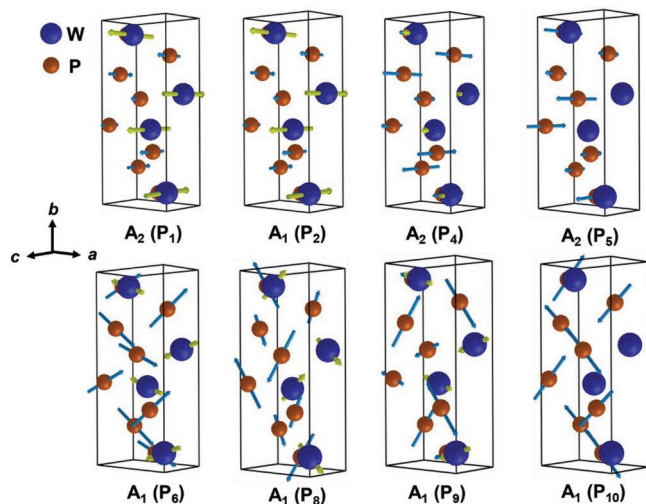 W
P
A₂ (P₁) A₁ (P₂) A₂ (P₄) A₂ (P₅)
b
c a
A₁ (P₆) A₁ (P₈) A₁ (P₉) A₁ (P₁₀)